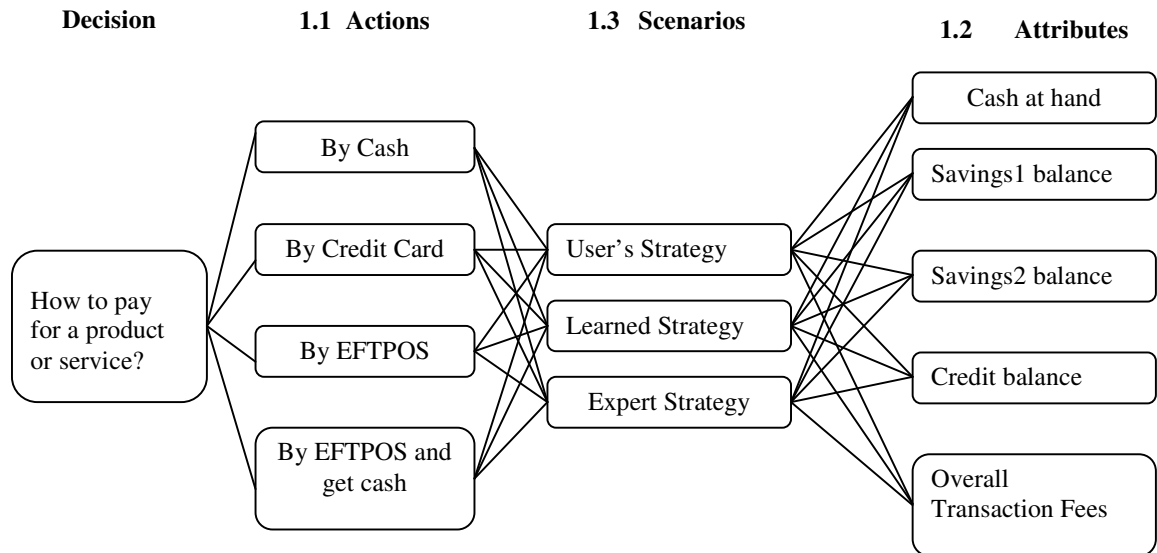 Decision
1.1 Actions
1.3 Scenarios
1.2 Attributes
How to pay
for a product
or service?
By Cash
By Credit Card
By EFTPOS
By EFTPOS and
get cash
User's Strategy
Learned Strategy
Expert Strategy
Cash at hand
Savings1 balance
Savings2 balance
Credit balance
Overall
Transaction Fees